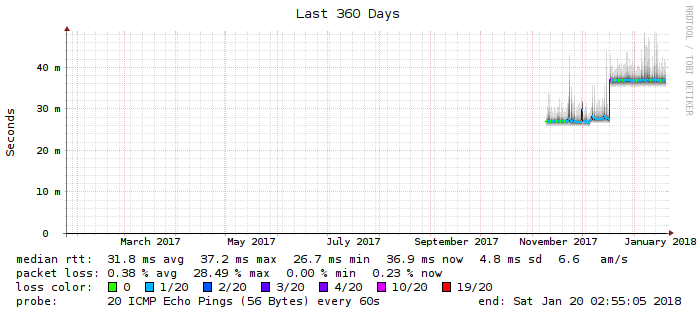 Last 360 Days
RRDTOOL / TOBI OETIKER
Seconds
40 m
30 m
20 m
10 m
0
March 2017 May 2017 July 2017 September 2017 November 2017 January 2018
median rtt: 31.8 ms avg 37.2 ms max 26.7 ms min 36.9 ms now 4.8 ms sd 6.6 am/s
packet loss: 0.38 % avg 28.49 % max 0.00 % min 0.23 % now
loss color: 0 1/20 2/20 3/20 4/20 10/20 19/20
probe: 20 ICMP Echo Pings (56 Bytes) every 60s end: Sat Jan 20 02:55:05 2018